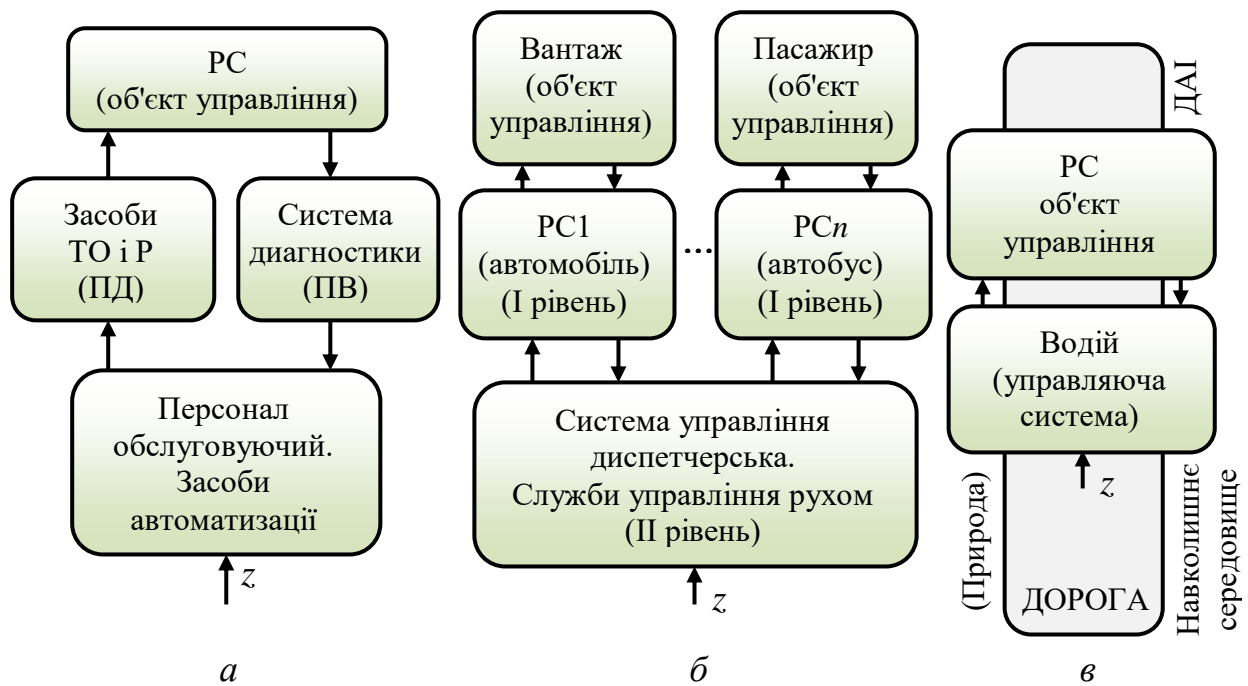 РС
(об'єкт управління)
Засоби
ТО і Р
(ПД)
Система
диагностики
(ПВ)
Персонал
обслуговуючий.
Засоби
автоматизації
z
а
Вантаж
(об'єкт
управління)
Пасажир
(об'єкт
управління)
РС1
(автомобіль)
(І рівень)
...
РСn
(автобус)
(І рівень)
Система управління
диспетчерська.
Служби управління рухом
(ІІ рівень)
z
б
ДАІ
РС
об'єкт
управління
Водій
(управляюча
система)
z
(Природа)
ДОРОГА
Навколишнє
середовище
в